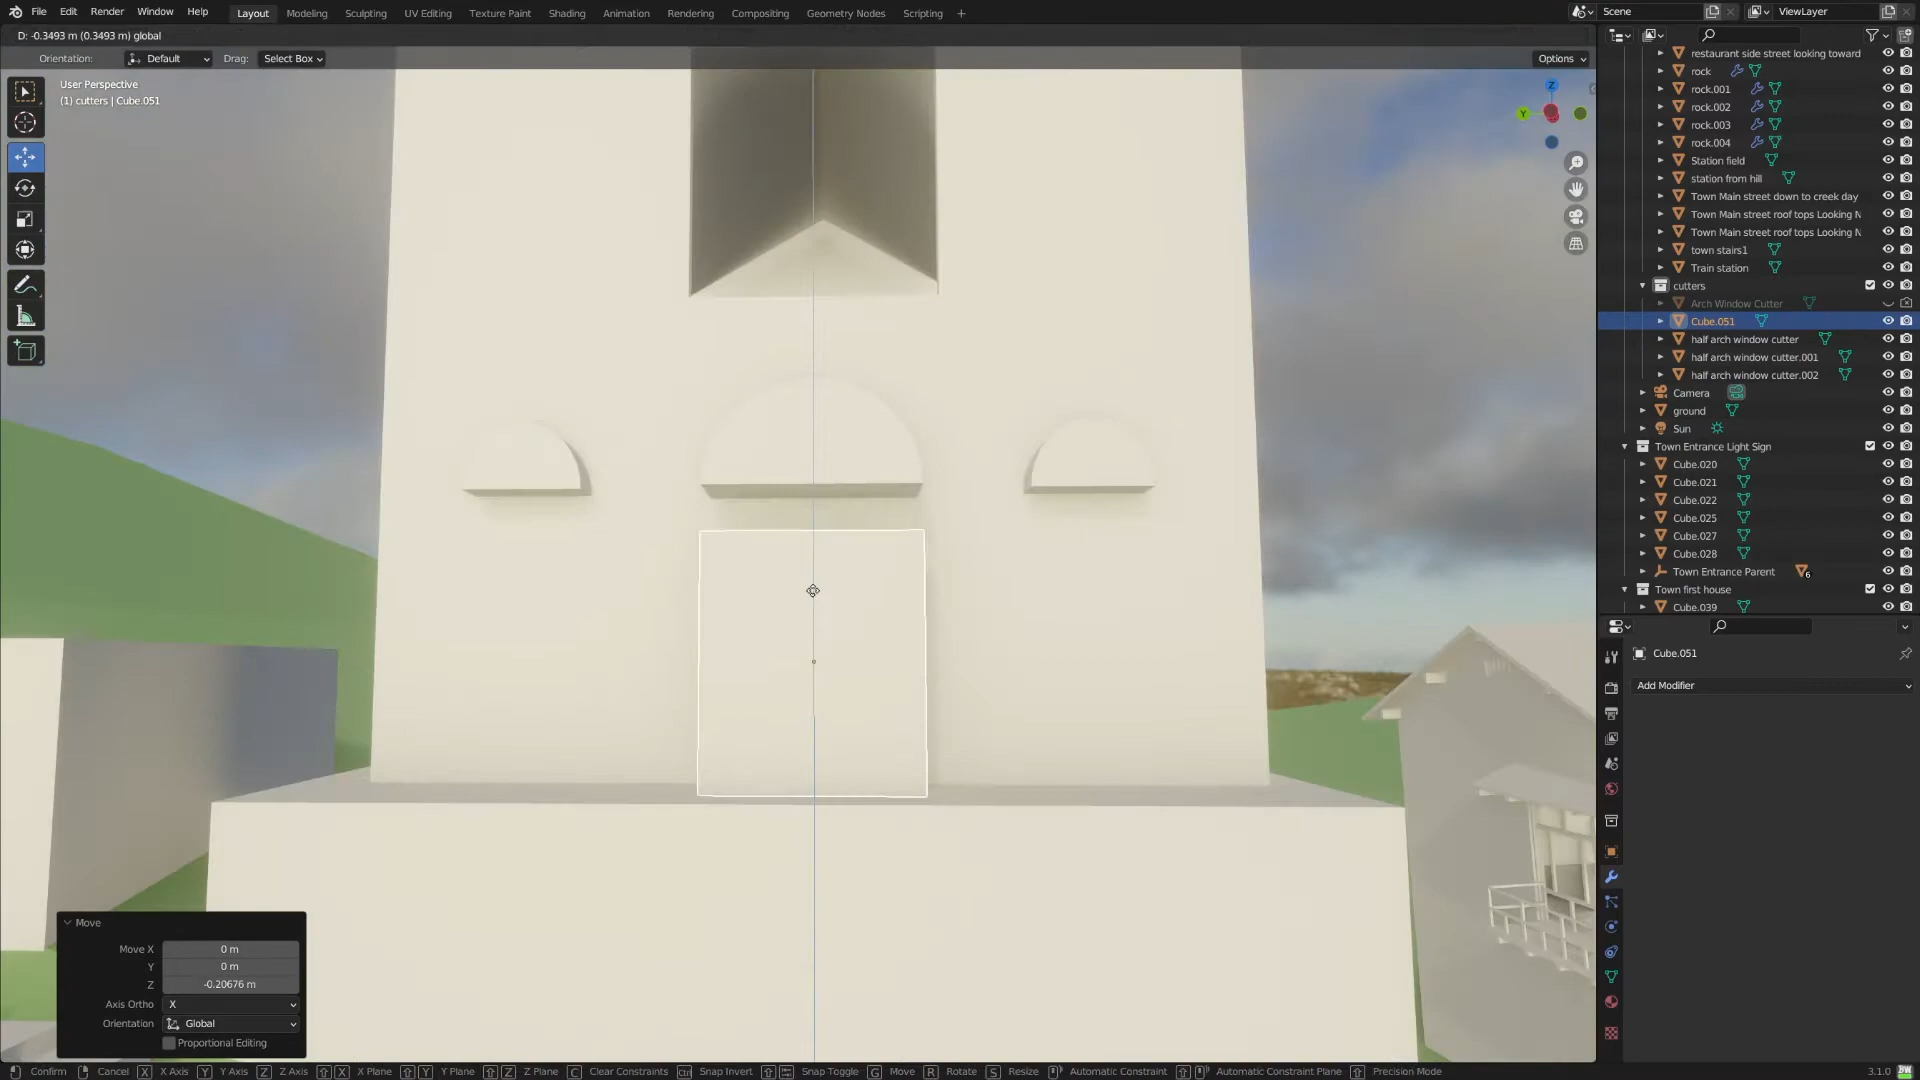 File Edit Render Window Help Layout Modeling Sculpting UV Editing Texture Paint Shading Animation Rendering Compositing Geometry Nodes Scripting + Scene ViewLayer
D: -0.3493 m (0.3493 m) global
Orientation: Default Drag: Select Box Options
User Perspective
(1) cutters | Cube.051
Z
Y
restaurant side street looking toward
rock
rock.001
rock.002
rock.003
rock.004
Station field
station from hill
Town Main street down to creek day
Town Main street roof tops Looking N
Town Main street roof tops Looking N
town stairs1
Train station
cutters
Arch Window Cutter
Cube.051
half arch window cutter
half arch window cutter.001
half arch window cutter.002
Camera
ground
Sun
Town Entrance Light Sign
Cube.020
Cube.021
Cube.022
Cube.025
Cube.027
Cube.028
Town Entrance Parent 6
Town first house
Cube.039
Cube.051
Add Modifier
Move
Move X 0 m
Y 0 m
Z -0.20676 m
Axis Ortho X
Orientation Global
Proportional Editing
Confirm Cancel X X Axis Y Y Axis Z Z Axis X X Plane Y Y Plane Z Z Plane C Clear Constraints Ctrl Snap Invert Snap Toggle G Move R Rotate S Resize Automatic Constraint Automatic Constraint Plane Precision Mode 3.1.0 BW